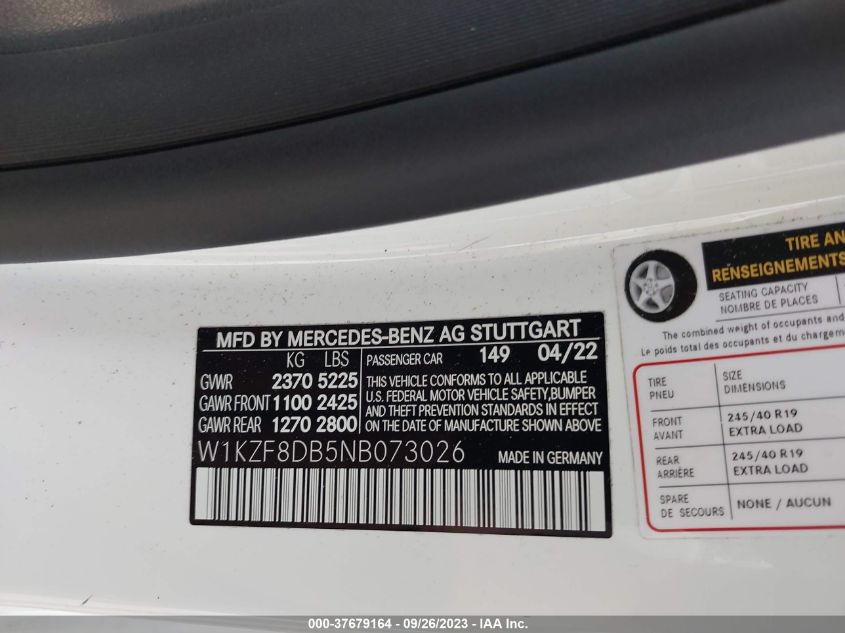 MFD BY MERCEDES-BENZ AG STUTTGART
KG LBS PASSENGER CAR 149 04/22
GVWR 2370 5225 THIS VEHICLE CONFORMS TO ALL APPLICABLE
U.S. FEDERAL MOTOR VEHICLE SAFETY,BUMPER
GAWR FRONT 1100 2425 AND THEFT PREVENTION STANDARDS IN EFFECT
GAWR REAR 1270 2800 ON THE DATE OF MANUFACTURE SHOWN ABOVE
W1KZF8DB5NB073026 MADE IN GERMANY
TIRE AN
RENSEIGNEMENTS
SEATING CAPACITY
NOMBRE DE PLACES
The combined weight of occupants and
Le poids total des occupants et du chargem
TIRE SIZE
PNEU DIMENSIONS
FRONT 245/40 R19
AVANT EXTRA LOAD
REAR 245/40 R19
ARRIÈRE EXTRA LOAD
SPARE NONE / AUCUN
DE SECOURS
000-37679164 - 09/26/2023 - IAA Inc.